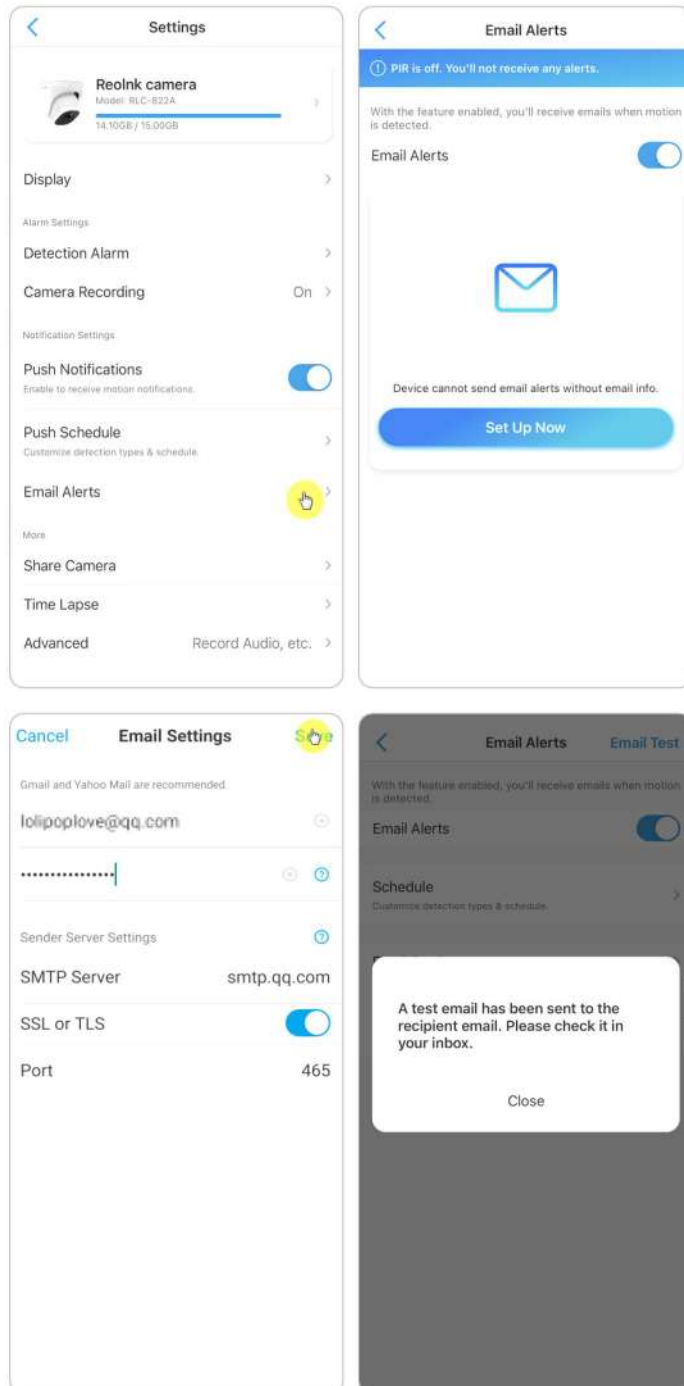 Settings
Reolnk camera
Model: RLC-822A
14.10GB / 15.00GB
Display
Alarm Settings
Detection Alarm
Camera Recording On
Notification Settings
Push Notifications
Enable to receive motion notifications.
Push Schedule
Customize detection types & schedule.
Email Alerts
More
Share Camera
Time Lapse
Advanced Record Audio, etc.
Email Alerts
PIR is off. You'll not receive any alerts.
With the feature enabled, you'll receive emails when motion
is detected.
Email Alerts
Device cannot send email alerts without email info.
Set Up Now
Cancel Email Settings
Gmail and Yahoo Mail are recommended.
lolipoplove@qq.com
Sender Server Settings
SMTP Server smtp.qq.com
SSL or TLS
Port 465
Email Alerts Email Test
With the feature enabled, you'll receive emails when motion
is detected.
Email Alerts
Schedule
Customize detection types & schedule.
A test email has been sent to the
recipient email. Please check it in
your inbox.
Close